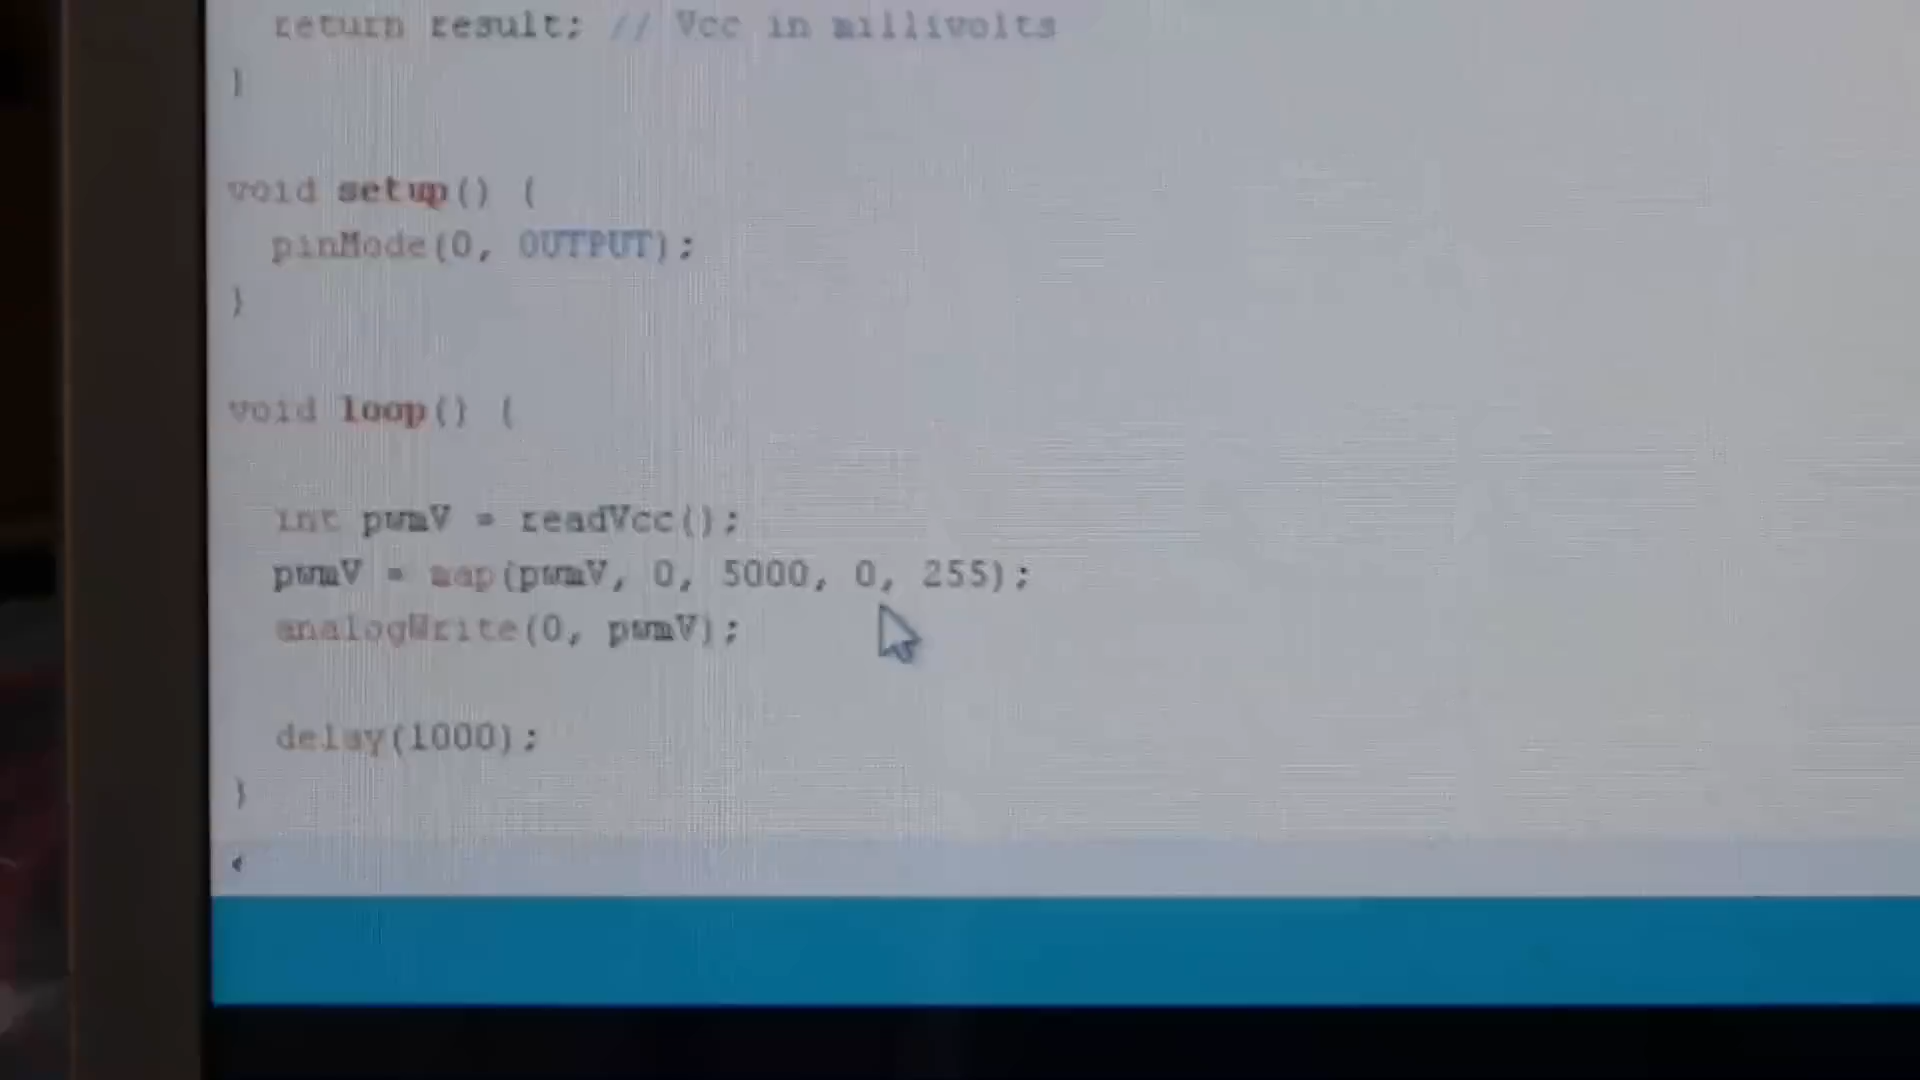 return result; // Vcc in millivolts
}
void setup() {
pinMode(0, OUTPUT);
}
void loop() {
int pwmV = readVcc();
pwmV = map(pwmV, 0, 5000, 0, 255);
analogWrite(0, pwmV);
delay(1000);
}